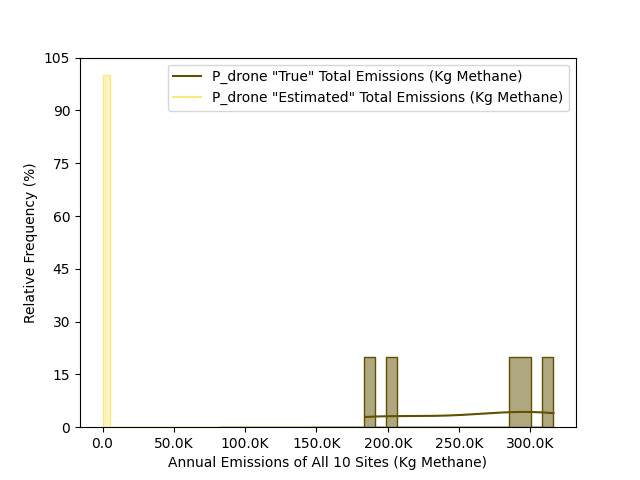 105
90
75
60
45
30
15
0
Relative Frequency (%)
P_drone "True" Total Emissions (Kg Methane)
P_drone "Estimated" Total Emissions (Kg Methane)
0.0 50.0K 100.0K 150.0K 200.0K 250.0K 300.0K
Annual Emissions of All 10 Sites (Kg Methane)